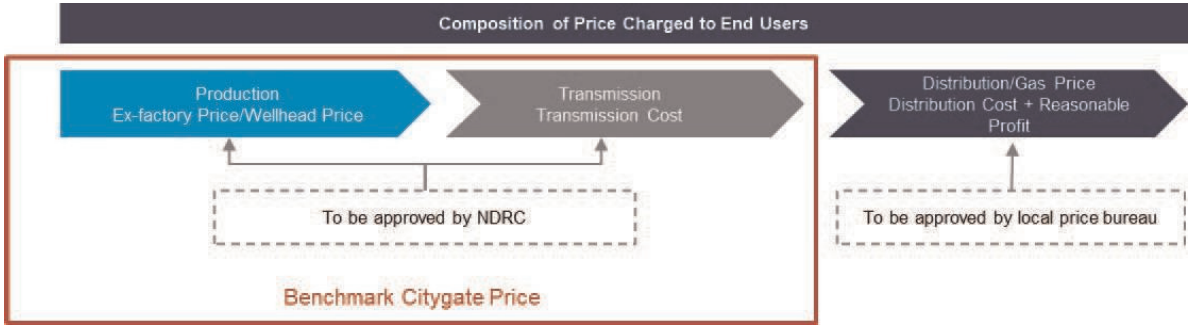 Composition of Price Charged to End Users
Production
Ex-factory Price/Wellhead Price
Transmission
Transmission Cost
Distribution/Gas Price
Distribution Cost + Reasonable
Profit
To be approved by NDRC
To be approved by local price bureau
Benchmark Citygate Price